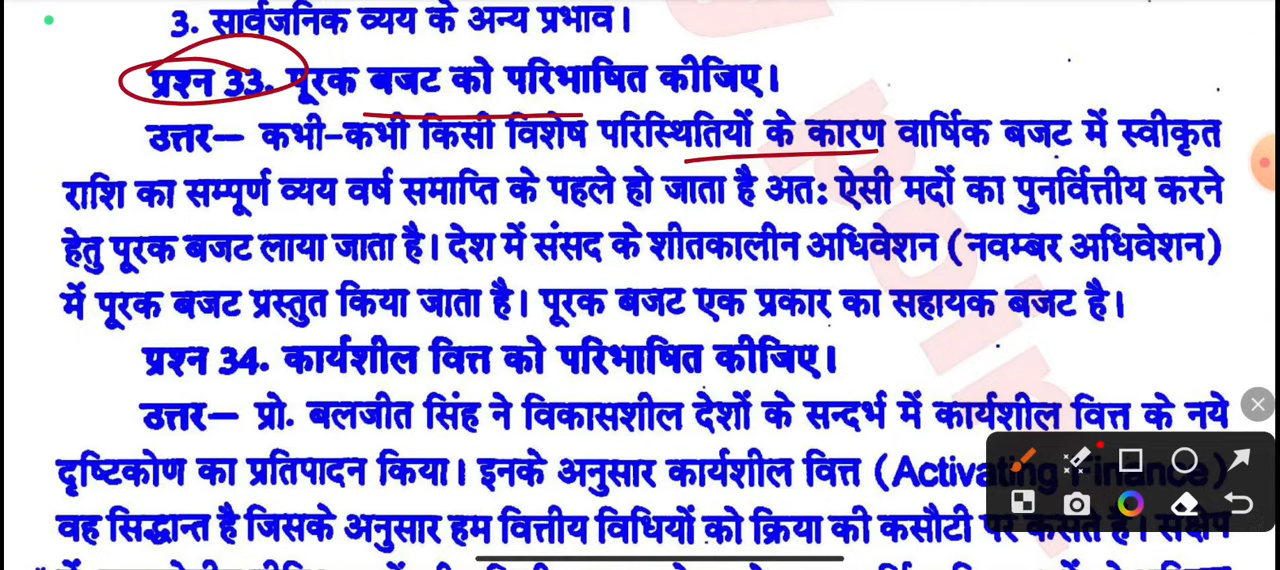 3. सार्वजनिक व्यय के अन्य प्रभाव।
प्रश्न 33. पूरक बजट को परिभाषित कीजिए।
उत्तर— कभी-कभी किसी विशेष परिस्थितियों के कारण वार्षिक बजट में स्वीकृत
राशि का सम्पूर्ण व्यय वर्ष समाप्ति के पहले हो जाता है अतः ऐसी मदों का पुनर्वित्तीय करने
हेतु पूरक बजट लाया जाता है। देश में संसद के शीतकालीन अधिवेशन (नवम्बर अधिवेशन)
में पूरक बजट प्रस्तुत किया जाता है। पूरक बजट एक प्रकार का सहायक बजट है।
प्रश्न 34. कार्यशील वित्त को परिभाषित कीजिए।
उत्तर— प्रो. बलजीत सिंह ने विकासशील देशों के सन्दर्भ में कार्यशील वित्त के नये
दृष्टिकोण का प्रतिपादन किया। इनके अनुसार कार्यशील वित्त (Activating Finance)
वह सिद्धान्त है जिसके अनुसार हम वित्तीय विधियों को क्रिया की कसौटी पर कसते हैं। संक्षेप